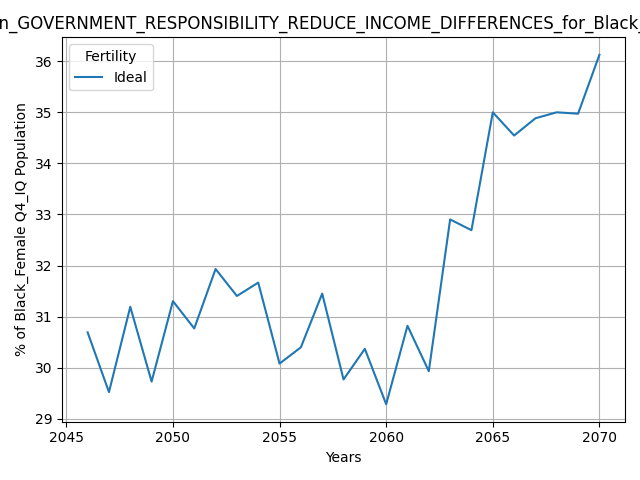 n_GOVERNMENT_RESPONSIBILITY_REDUCE_INCOME_DIFFERENCES_for_Black_
Fertility
Ideal
% of Black_Female Q4_IQ Population
36
35
34
33
32
31
30
29
2045 2050 2055 2060 2065 2070
Years